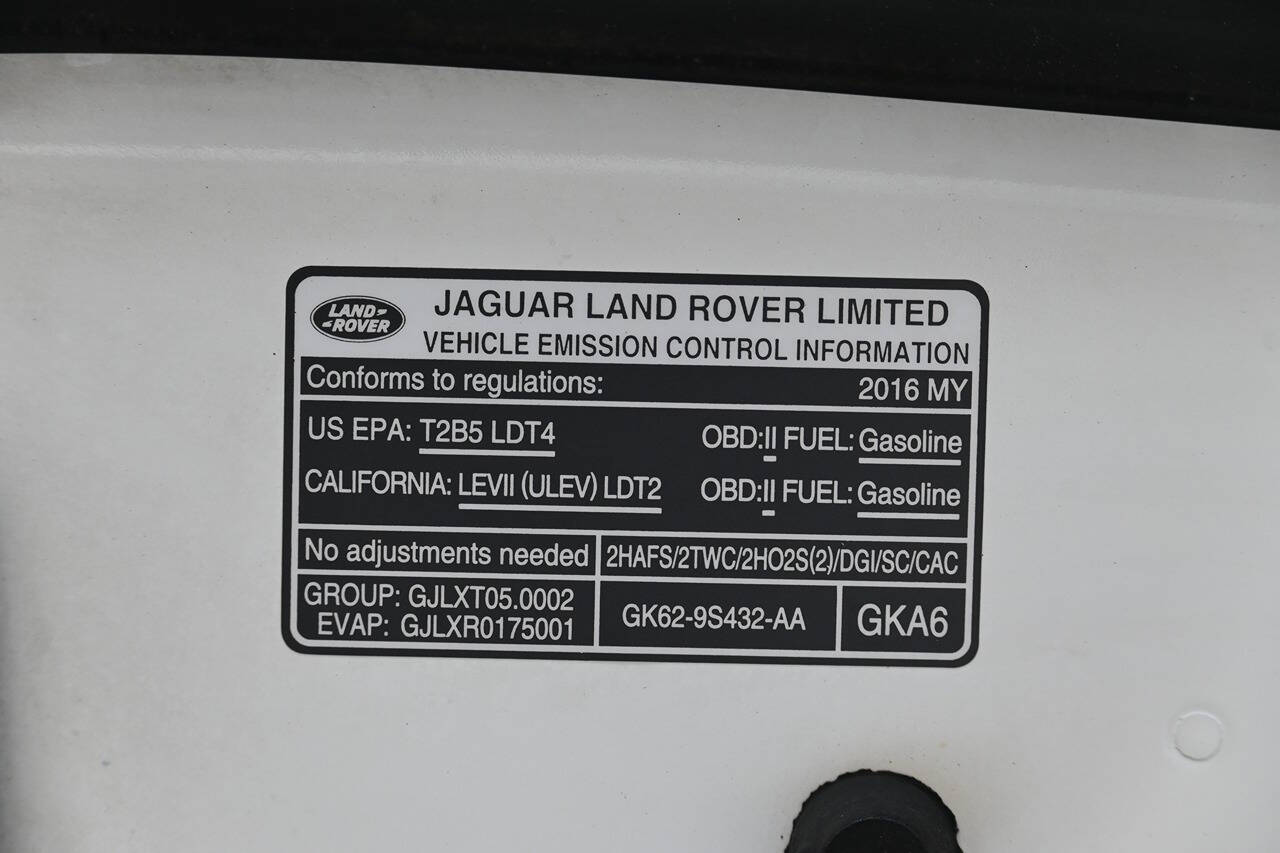 LAND ROVER
JAGUAR LAND ROVER LIMITED
VEHICLE EMISSION CONTROL INFORMATION
Conforms to regulations: 2016 MY
US EPA: T2B5 LDT4 OBD:II FUEL: Gasoline
CALIFORNIA: LEVII (ULEV) LDT2 OBD:II FUEL: Gasoline
No adjustments needed 2HAFS/2TWC/2HO2S(2)/DGI/SC/CAC
GROUP: GJLXT05.0002
EVAP: GJLXR0175001
GK62-9S432-AA GKA6